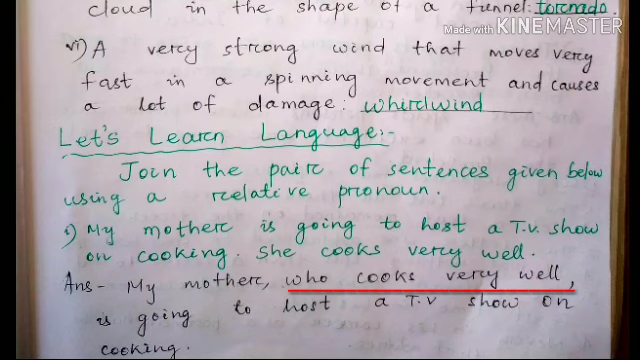 cloud in the shape of a funnel: tornado
Made with KINEMASTER
vi) A very strong wind that moves very
fast in a spinning movement and causes
a lot of damage: whirlwind
Let's Learn Language:-
Join the pair of sentences given below
using a relative pronoun.
i) My mother is going to host a T.v. show
on cooking. She cooks very well.
Ans- My mother, who cooks very well,
is going to host a T.V show on
cooking.